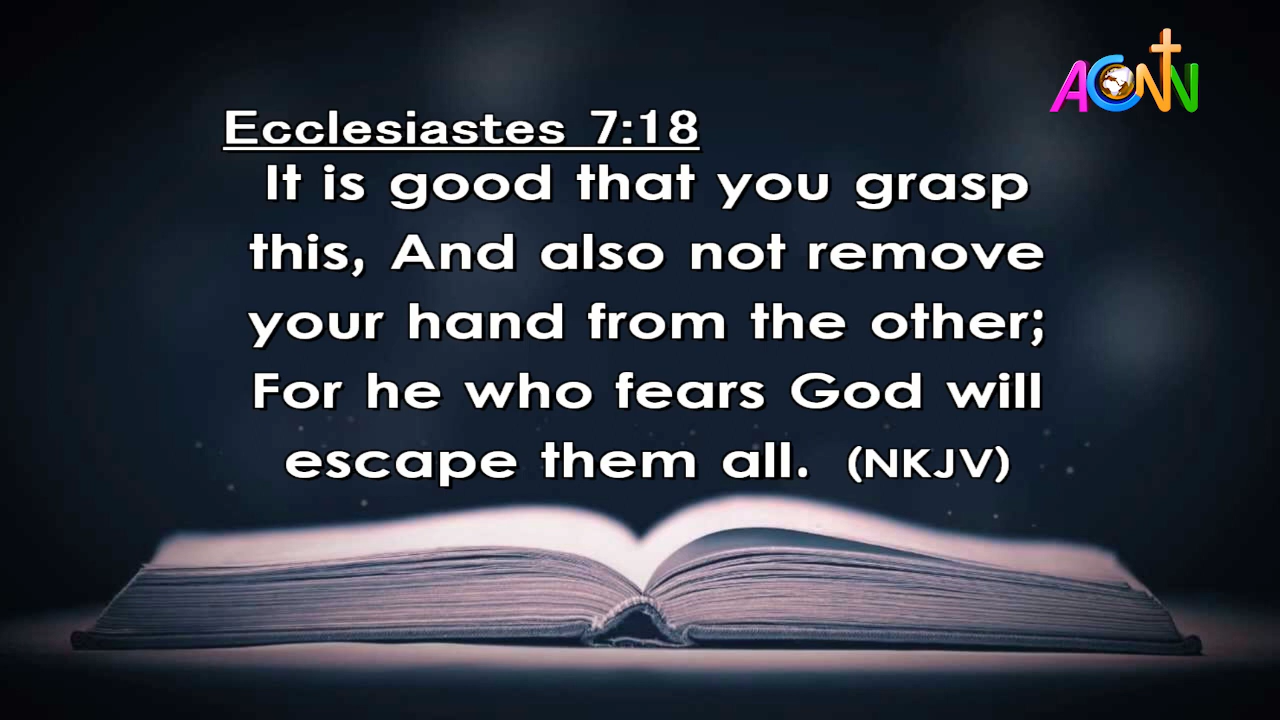 ACNN
Ecclesiastes 7:18
It is good that you grasp
this, And also not remove
your hand from the other;
For he who fears God will
escape them all. (NKJV)